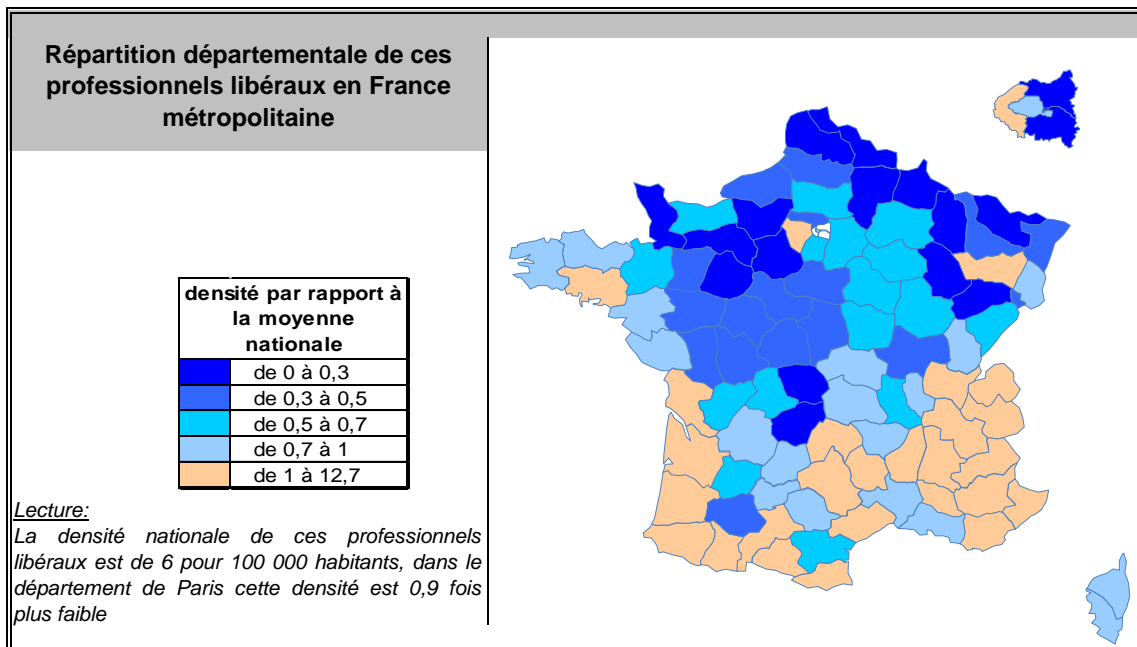 Répartition départementale de ces
professionnels libéraux en France
métropolitaine
densité par rapport à
la moyenne
nationale
de 0 à 0,3
de 0,3 à 0,5
de 0,5 à 0,7
de 0,7 à 1
de 1 à 12,7
Lecture:
La densité nationale de ces professionnels
libéraux est de 6 pour 100 000 habitants, dans le
département de Paris cette densité est 0,9 fois
plus faible